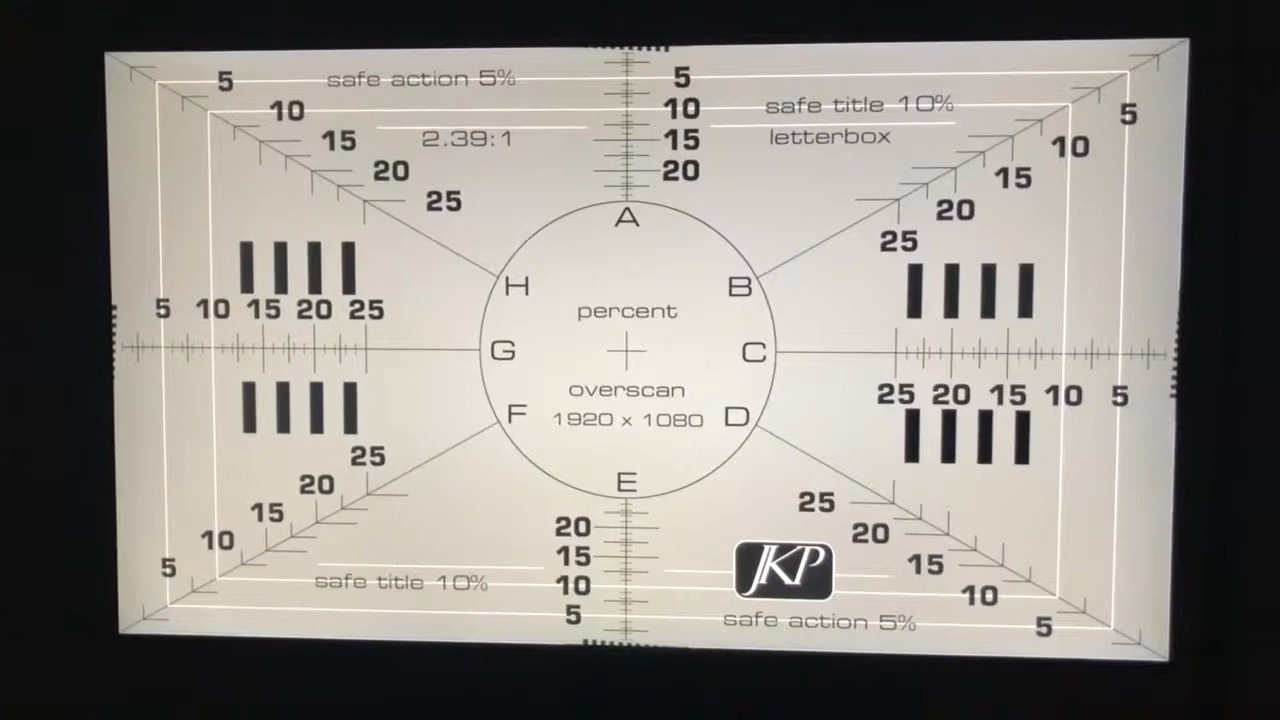 5 safe action 5% 5
10 10 safe title 10% 5
2.39:1 letterbox
15 15 10
20 20 15
25 20
A
25
H B
percent
5 10 15 20 25
G C
overscan
25 20 15 10 5
F 1920 x 1080 D
25
20 E
25
15 20 20
10 15 JKP 15
5 safe title 10% 10 10
5 safe action 5% 5